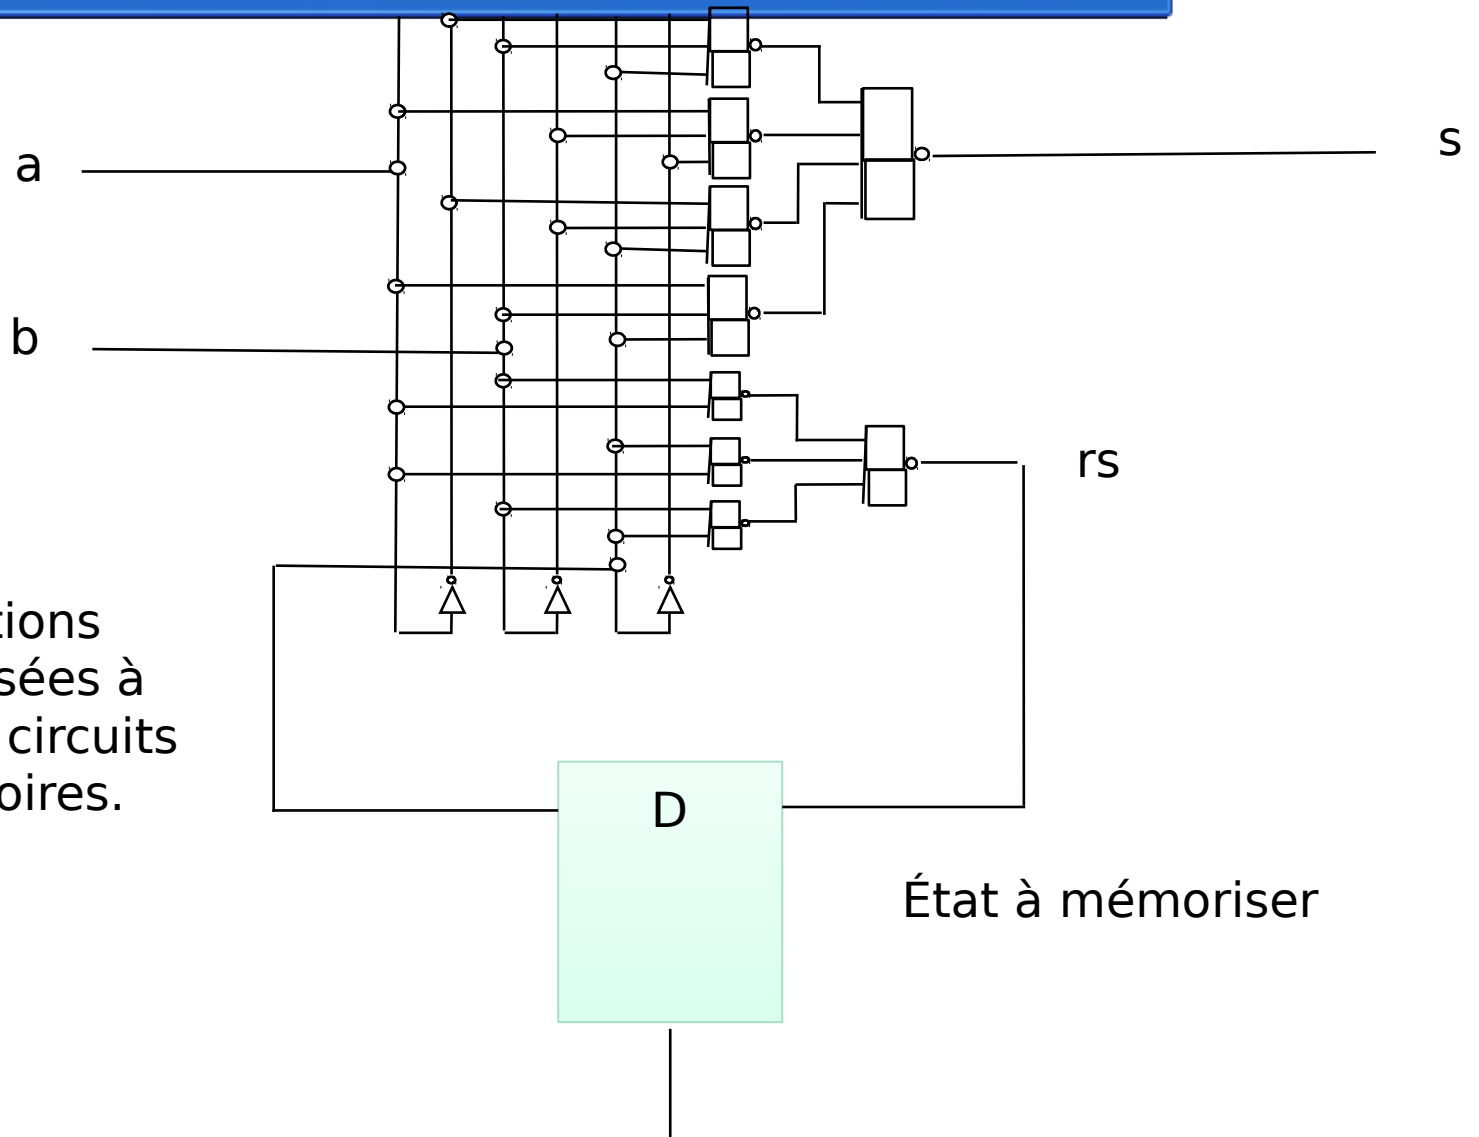 a
s
b
rs
tions
sées à
circuits
oires.
D
État à mémoriser